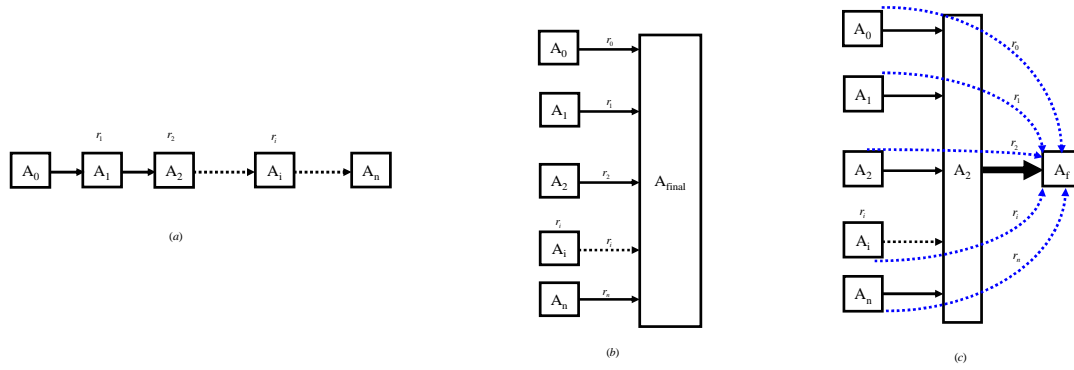 r1 r2 ri
A0 A1 A2 Ai An
(a)
A0 r0
A1 r1
A2 r2
Afinal
ri
Ai ri
An rn
(b)
A0
r0
A1 r1
r2
A2 A2 Af
ri
Ai ri
rn
An
(c)